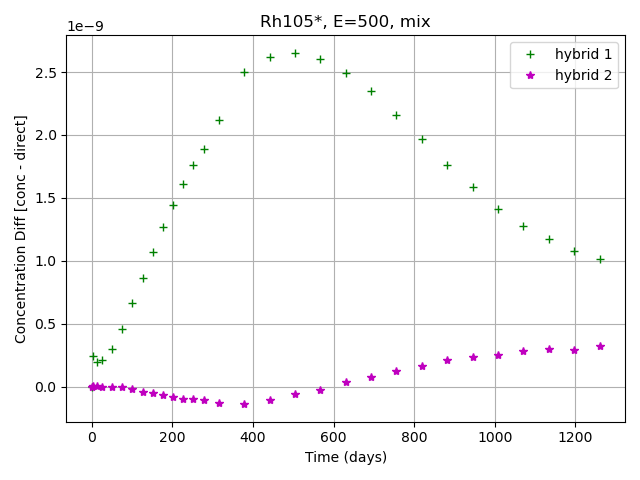 Rh105*, E=500, mix
1e−9
hybrid 1
hybrid 2
2.5
2.0
1.5
1.0
0.5
0.0
Concentration Diff [conc - direct]
0 200 400 600 800 1000 1200
Time (days)